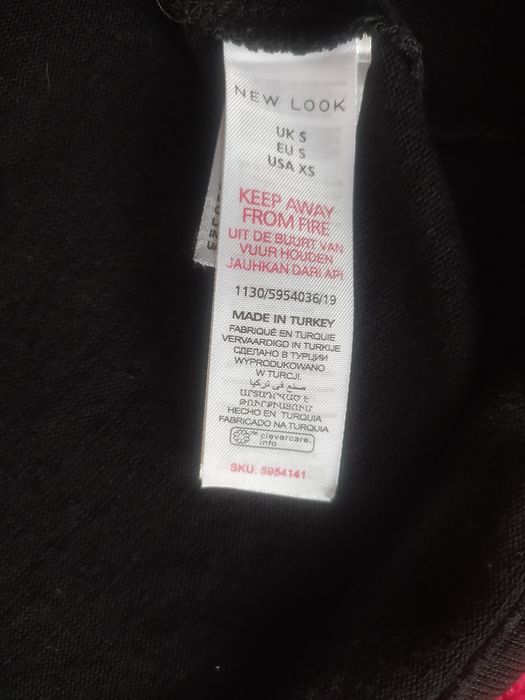 NEW LOOK
UK S
EU S
USA XS
KEEP AWAY
FROM FIRE
UIT DE BUURT VAN
VUUR HOUDEN
JAUHKAN DARI API
1130/5954036/19
MADE IN TURKEY
FABRIQUÉ EN TURQUIE
VERVAARDIGD IN TURKIJE
СДЕЛАНО В ТУРЦИИ
WYPRODUKOWANO
W TURCJI.
صنع في تركيا
ԱՐՏԱԴՐՎԱԾ Է
ԹՈՒՐՔԻԱՅՈՒՄ
HECHO EN TURQUIA
FABRICADO NA TURQUIA
clevercare.
info
SKU: 5954141